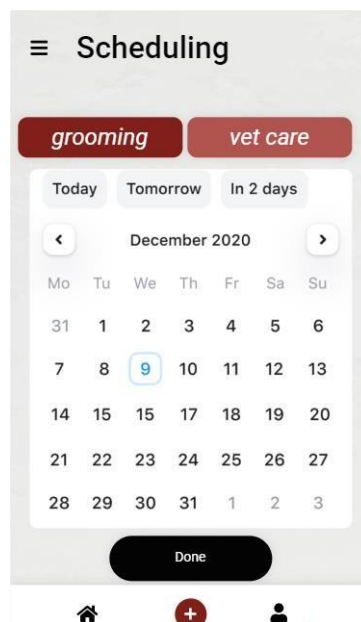 Scheduling
grooming vet care
Today Tomorrow In 2 days
December 2020
Mo Tu We Th Fr Sa Su
31 1 2 3 4 5 6
7 8 9 10 11 12 13
14 15 15 17 18 19 20
21 22 23 24 25 26 27
28 29 30 31 1 2 3
Done